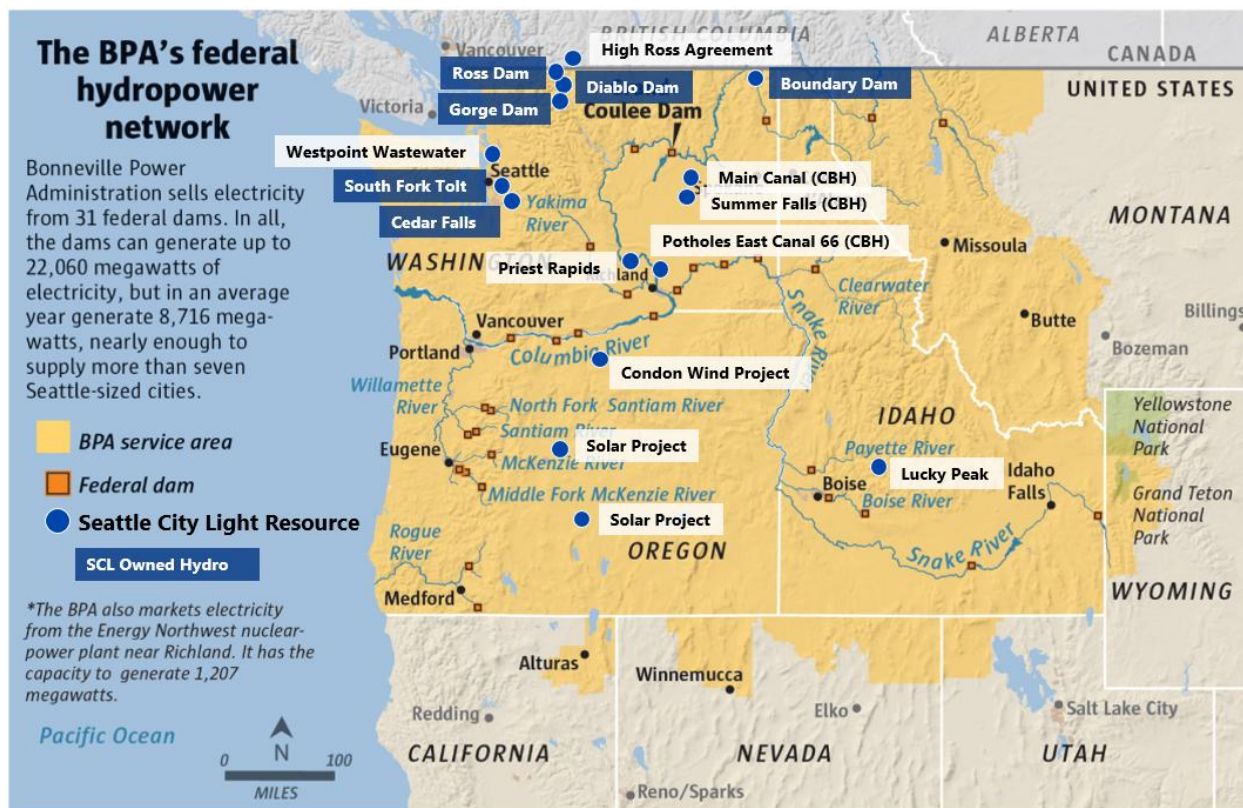 The BPA's federal
hydropower
network
Bonneville Power
Administration sells electricity
from 31 federal dams. In all,
the dams can generate up to
22,060 megawatts of
electricity, but in an average
year generate 8,716 mega-
watts, nearly enough to
supply more than seven
Seattle-sized cities.
BPA service area
Federal dam
Seattle City Light Resource
SCL Owned Hydro
*The BPA also markets electricity
from the Energy Northwest nuclear-
power plant near Richland. It has the
capacity to generate 1,207
megawatts.
Pacific Ocean
N
0 100
MILES
BRITISH COLUMBIA
ALBERTA
CANADA
UNITED STATES
Vancouver
Victoria
High Ross Agreement
Ross Dam
Diablo Dam
Gorge Dam
Boundary Dam
Coulee Dam
Westpoint Wastewater
Seattle
South Fork Tolt
Cedar Falls
Yakima
River
Main Canal (CBH)
Summer Falls (CBH)
Potholes East Canal 66 (CBH)
WASHINGTON
Priest Rapids
Richland
MONTANA
Missoula
Clearwater
River
Butte
Billings
Bozeman
Vancouver
Portland
Columbia River
Snake River
Condon Wind Project
Willamette
River
North Fork Santiam River
Santiam River
Eugene
McKenzie River
Middle Fork McKenzie River
Solar Project
Solar Project
IDAHO
Payette River
Lucky Peak
Boise
Boise River
Idaho
Falls
Snake River
Yellowstone
National
Park
Grand Teton
National
Park
WYOMING
Rogue
River
OREGON
Medford
Alturas
Winnemucca
Redding
Elko
Salt Lake City
CALIFORNIA
NEVADA
UTAH
Reno/Sparks